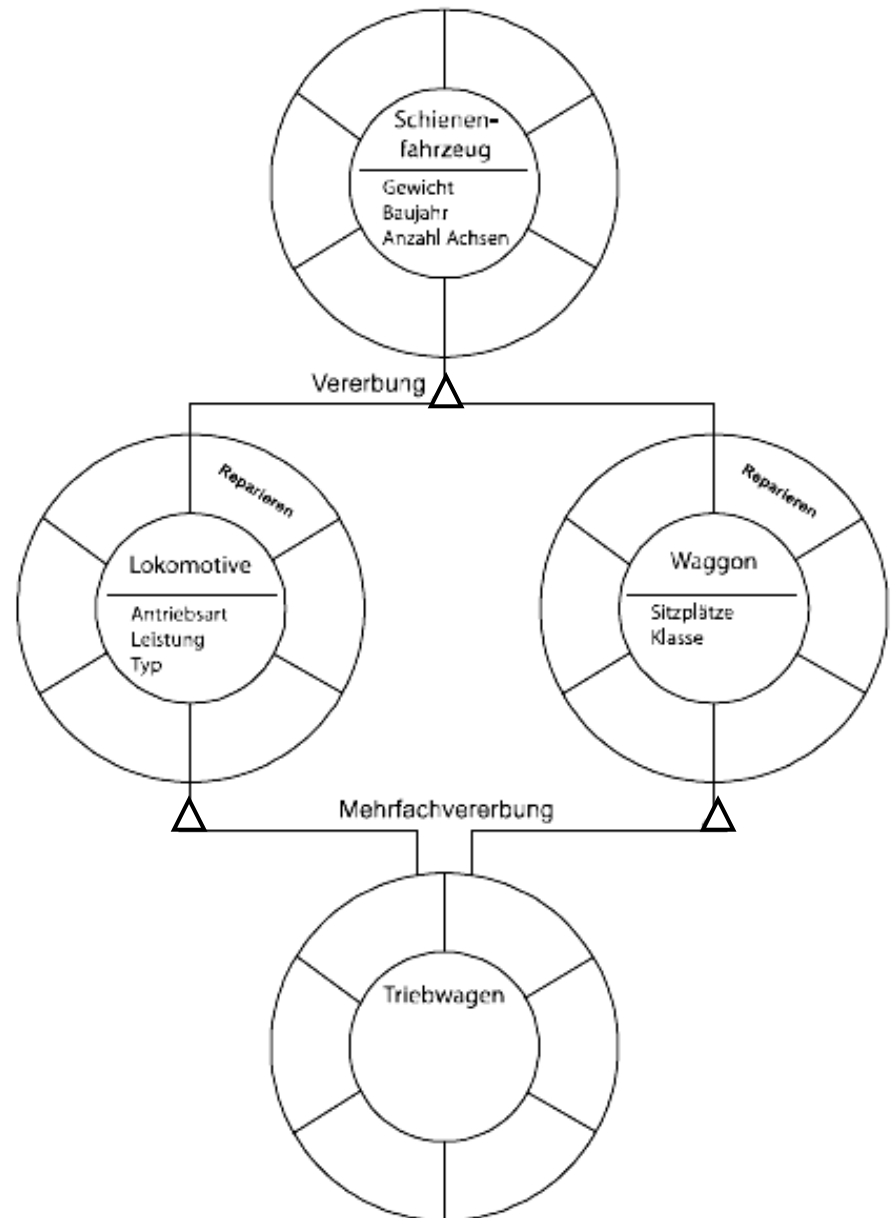 Schienen-
fahrzeug
Gewicht
Baujahr
Anzahl Achsen
Vererbung
Reparieren
Lokomotive
Antriebsart
Leistung
Typ
Reparieren
Waggon
Sitzplätze
Klasse
Mehrfachvererbung
Triebwagen